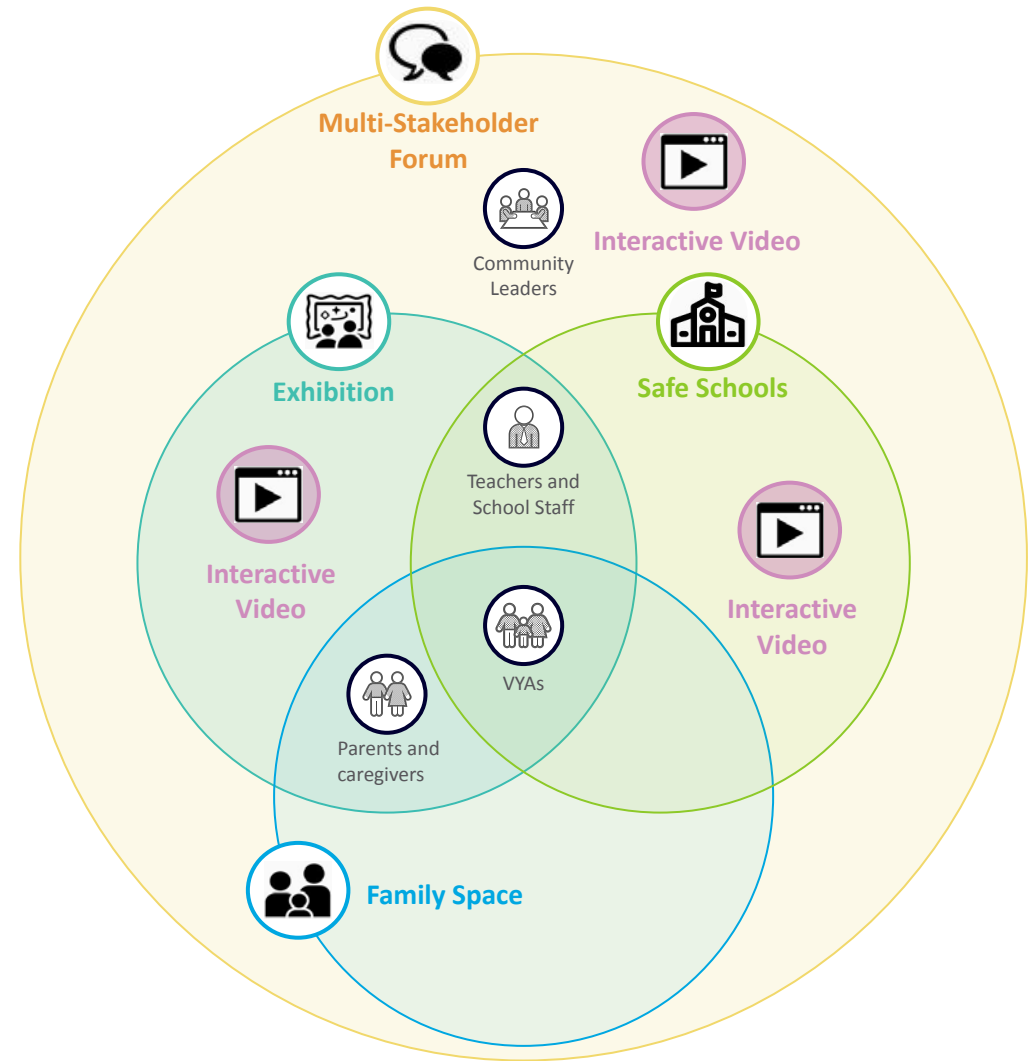 Multi-Stakeholder
Forum
Interactive Video
Community
Leaders
Exhibition
Safe Schools
Teachers and
School Staff
Interactive
Video
Interactive
Video
VYAs
Parents and
caregivers
Family Space